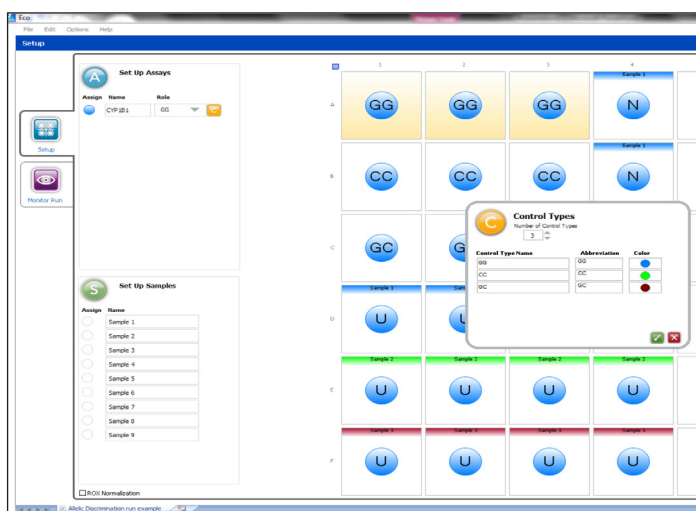 Eco
File Edit Options Help
Setup
A Set Up Assays
Assign Name Role
CYP1B1 GG C
Setup
Monitor Run
S Set Up Samples
Assign Name
Sample 1
Sample 2
Sample 3
Sample 4
Sample 5
Sample 6
Sample 7
Sample 8
Sample 9
ROX Normalization
1 2 3 4
Sample 1
A GG GG GG N
Sample 1
B CC CC CC N
C GC G
Sample 1
D U U
Sample 2 Sample 2 Sample 2 Sample 2
E U U U U
Sample 3 Sample 3 Sample 3 Sample 3
F U U U U
C Control Types
Number of Control Types
3
Control Type Name Abbreviation Color
GG GG
CC CC
GC GC
Allelic Discrimination run example